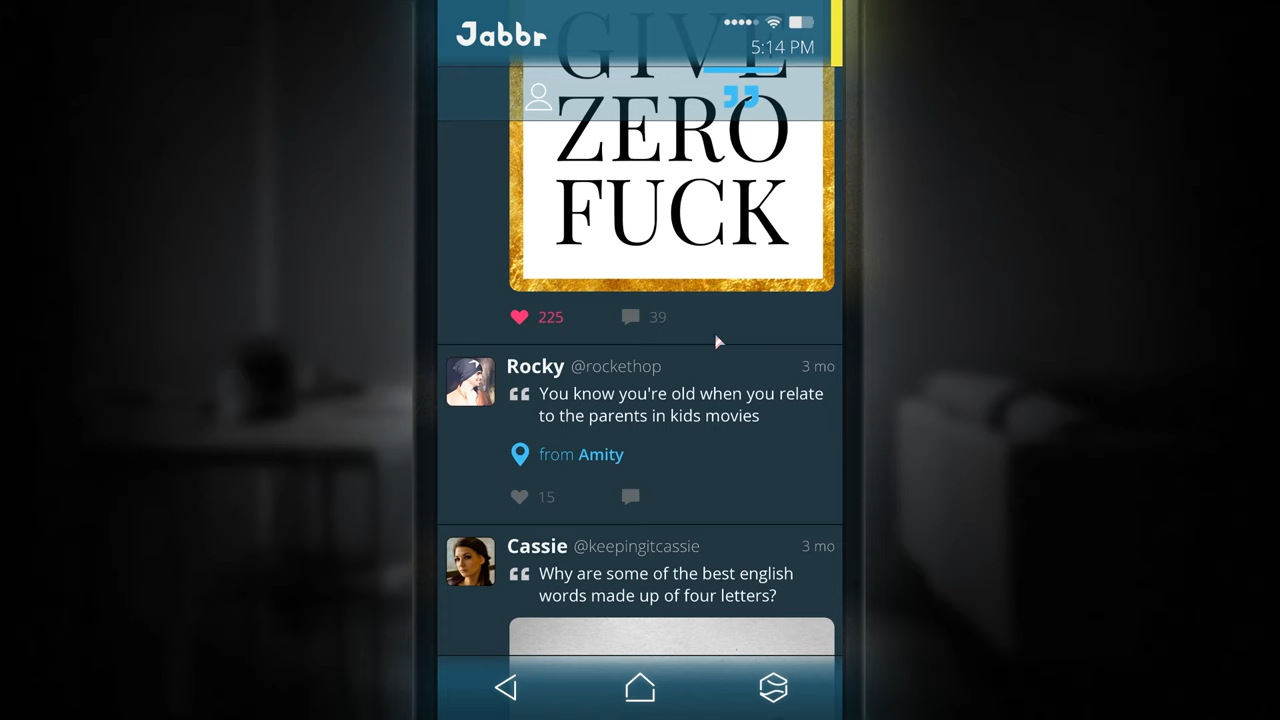 Jabbr
5:14 PM
GIVE
ZERO
FUCK
225 39
Rocky @rockethop 3 mo
You know you're old when you relate
to the parents in kids movies
from Amity
15
Cassie @keepingitcassie 3 mo
Why are some of the best english
words made up of four letters?